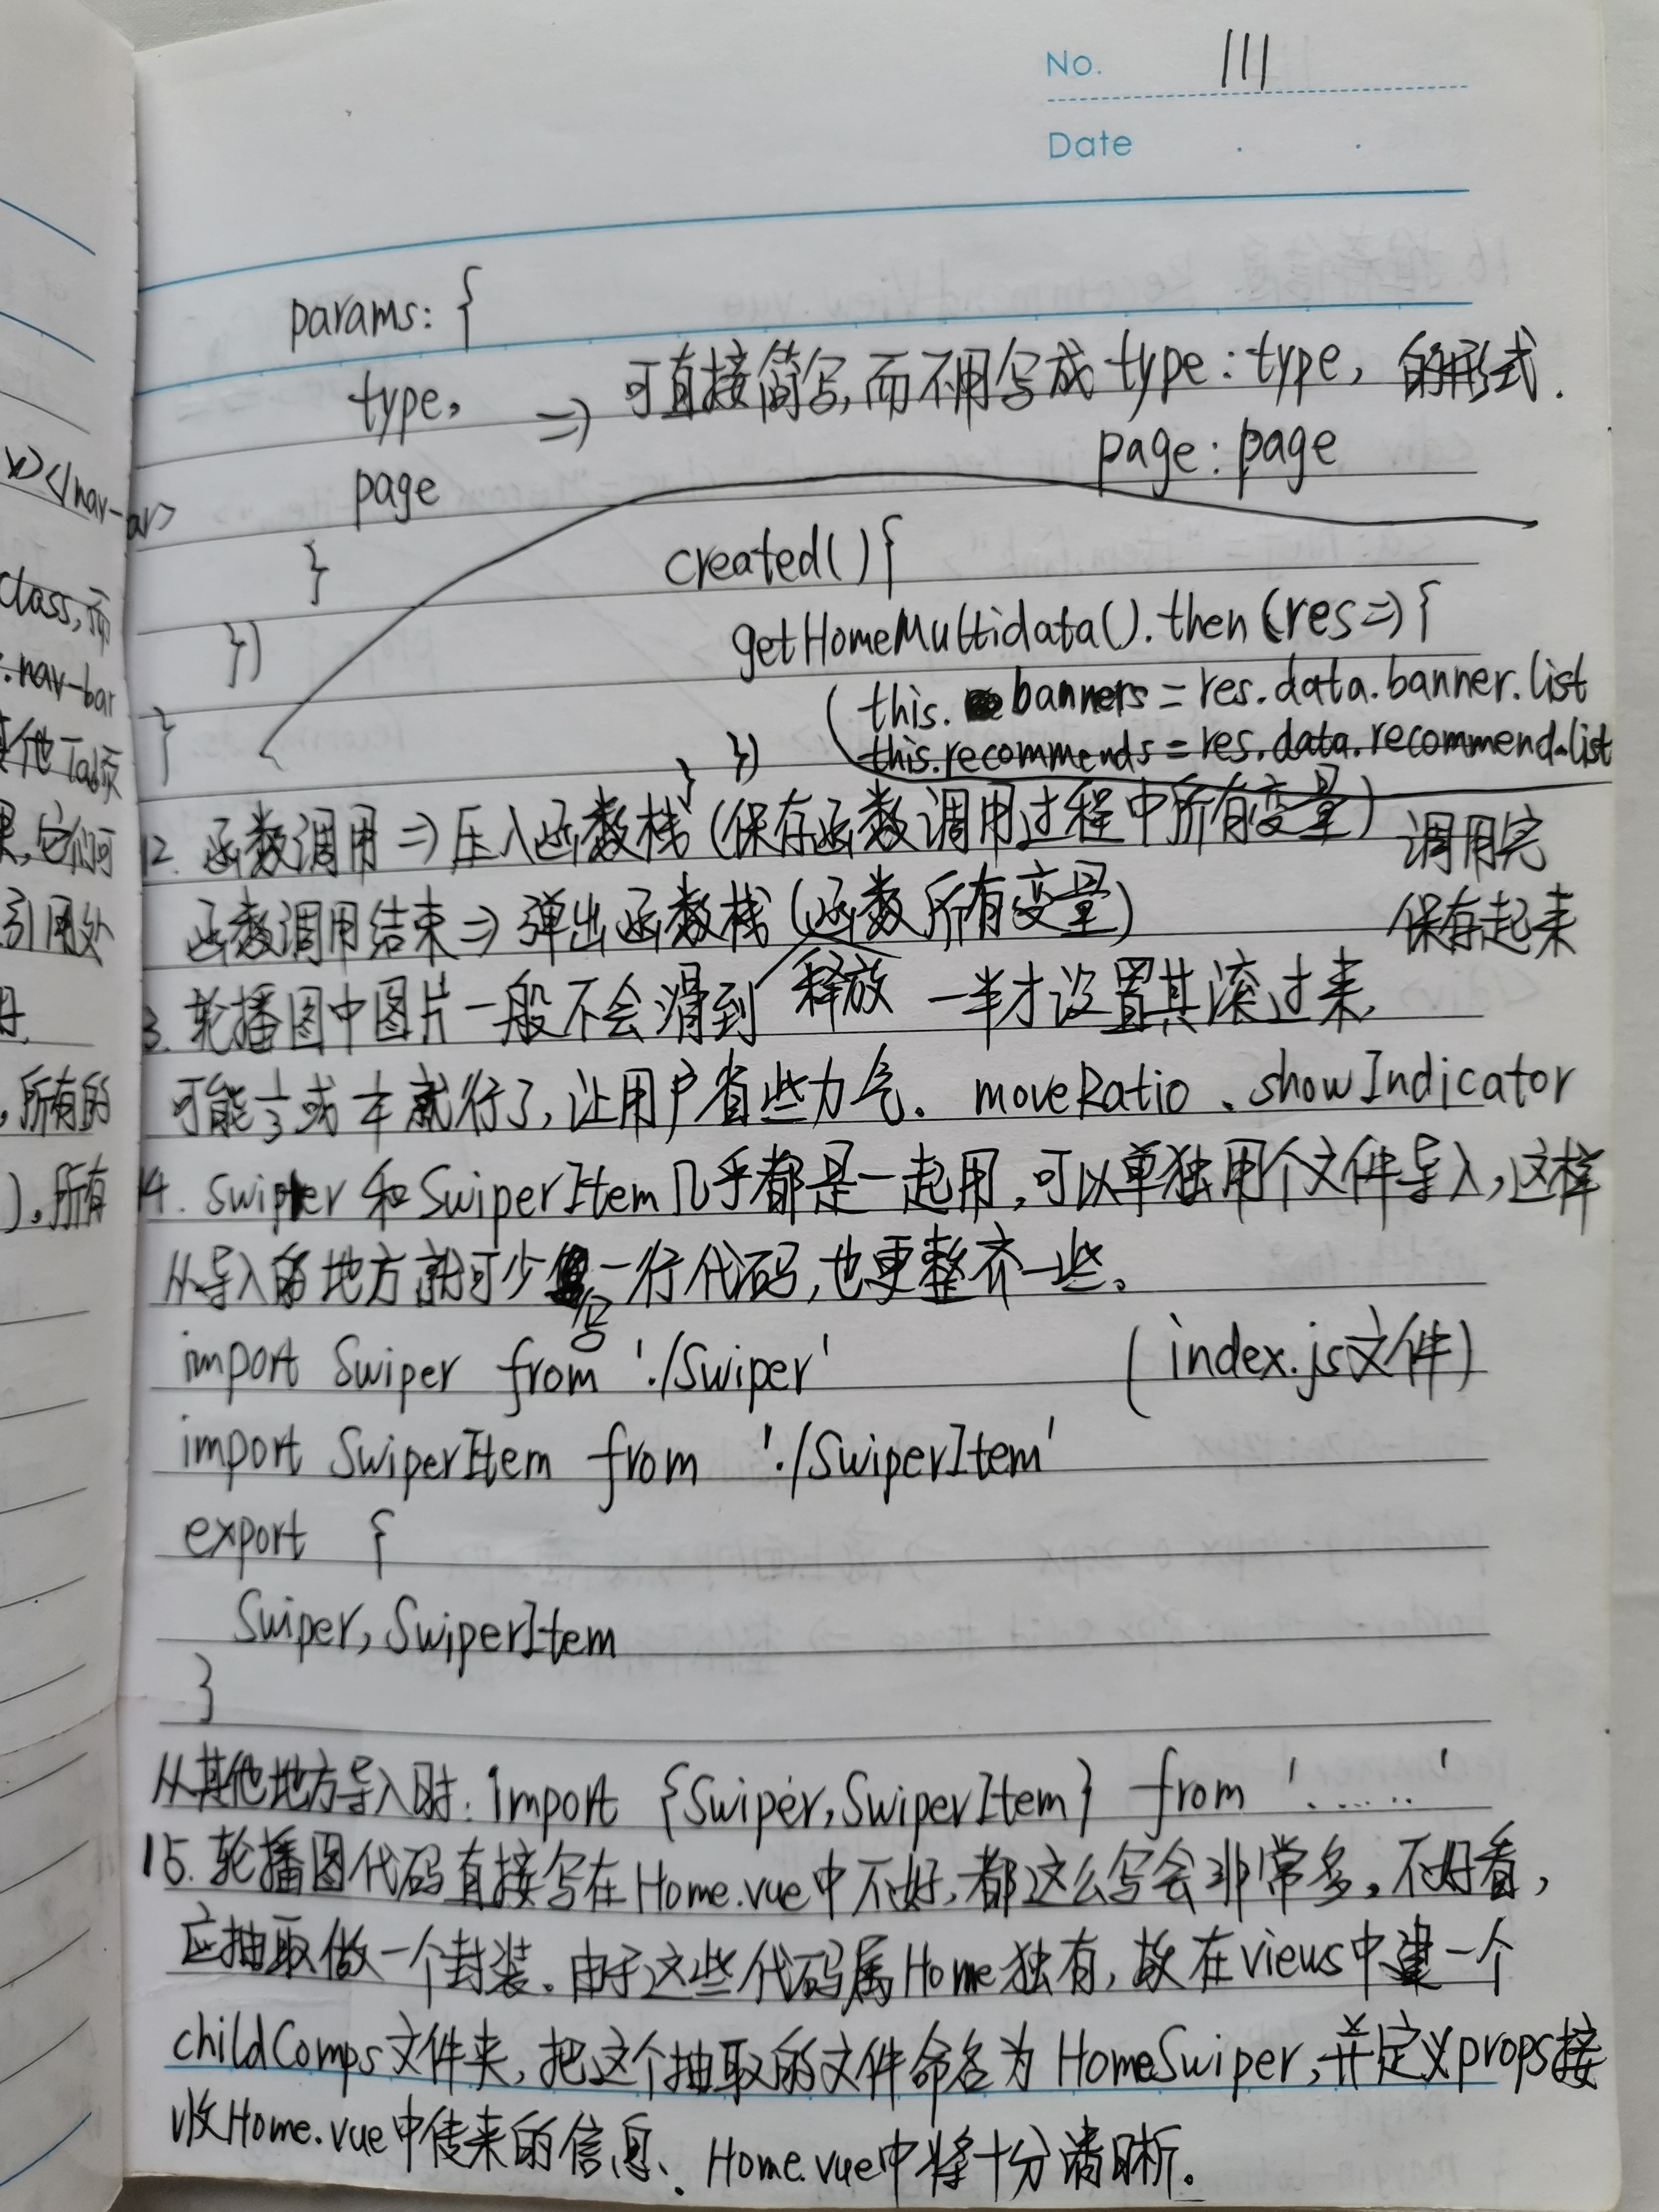 No. 111
Date
params: {
type, => 可直接简写,而不用写成 type: type, 的形式.
page page: page
}
})
}
created(){
getHomeMultidata().then(res=>{
this.banners = res.data.banner.list
this.recommends = res.data.recommend.list
})
}
12. 函数调用 => 压入函数栈(保存函数调用过程中所有变量) 调用完
函数调用结束 => 弹出函数栈(函数所有变量) 保存起来
释放
13. 轮播图中图片一般不会滑到一半才设置其滚过来,
可能 1/3 或 1/4 就行了,让用户省些力气. moveRatio、showIndicator
14. Swiper 和 SwiperItem 几乎都是一起用,可以单独用个文件导入,这样
从导入的地方就可少写一行代码,也更整齐一些。
import Swiper from './Swiper' (index.js文件)
import SwiperItem from './SwiperItem'
export {
Swiper, SwiperItem
}
从其他地方导入时: import {Swiper, SwiperItem} from '......'
15. 轮播图代码直接写在Home.vue中不好,都这么写会非常多。不好看,
应抽取做一个封装。由于这些代码属Home独有,故在views中建一个
childComps文件夹,把这个抽取的文件命名为HomeSwiper,并定义props接
收Home.vue中传来的信息、Home.vue中将十分清晰。
x></nav-
ar>
class,而
:nav-bar
其他Tab页
果,它们可
引用处
,所有的
),所有